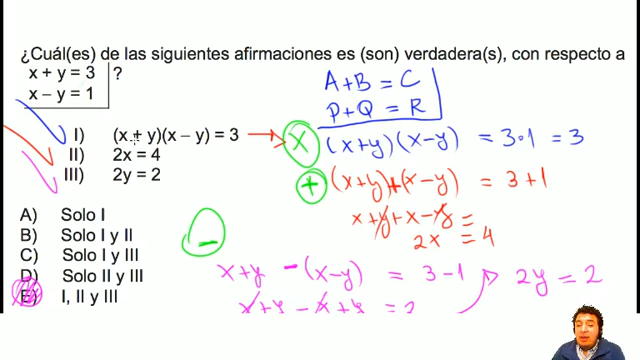 ¿Cuál(es) de las siguientes afirmaciones es (son) verdadera(s), con respecto a
x + y = 3
x – y = 1
?
I) (x + y)(x – y) = 3
II) 2x = 4
III) 2y = 2
A) Solo I
B) Solo I y II
C) Solo I y III
D) Solo II y III
E) I, II y III
A+B = C
P+Q = R
x (x+y)(x-y) = 3·1 = 3
+ (x+y)+(x-y) = 3+1
x+y+x-y =
2x = 4
-
x+y -(x-y) = 3-1 2y = 2
x+y -x+y = 2